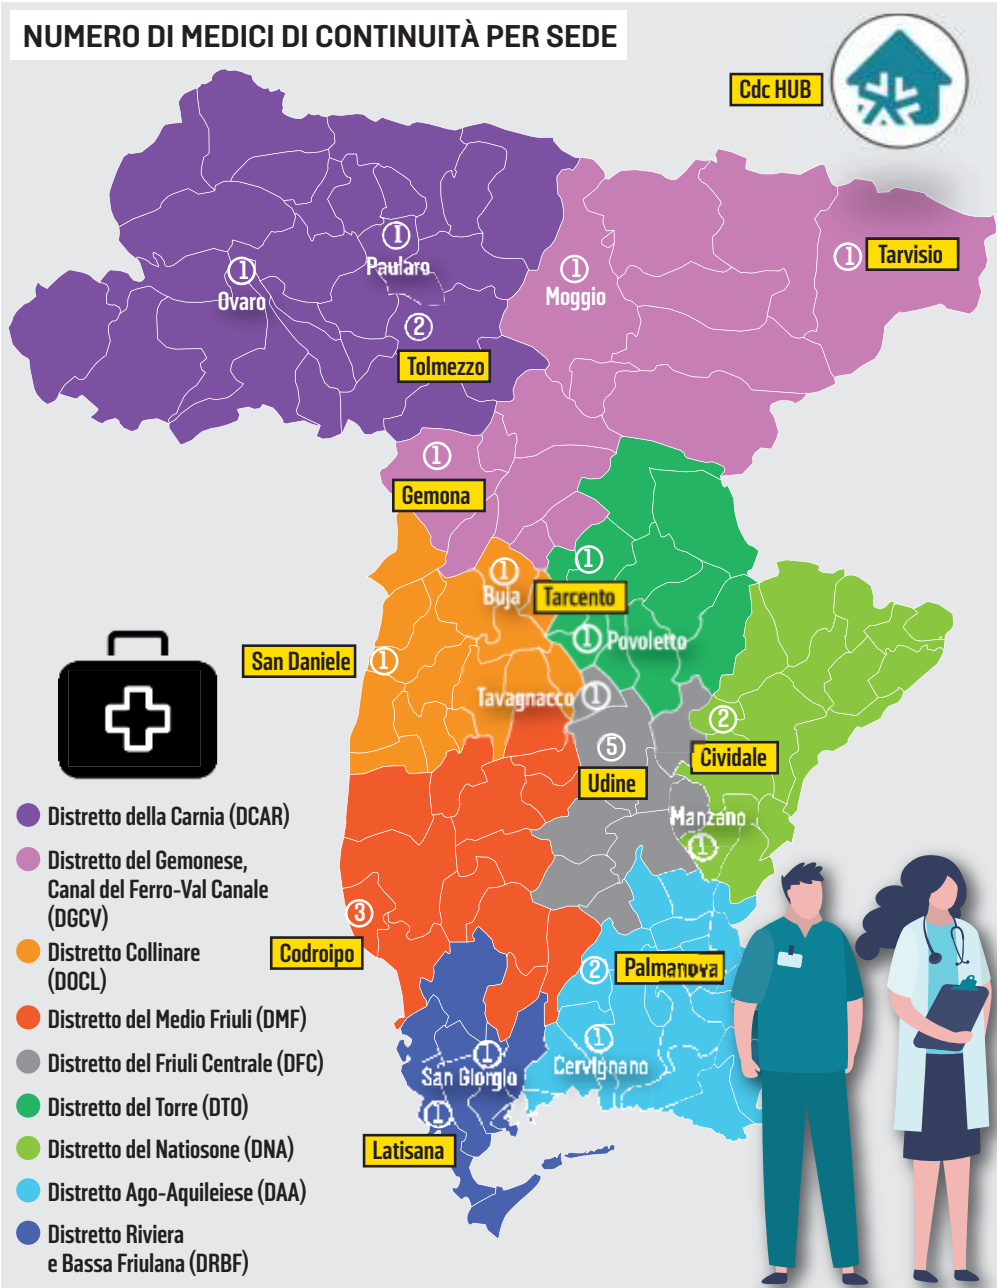 NUMERO DI MEDICI DI CONTINUITÀ PER SEDE
Cdc HUB
1
Paularo
1
Ovaro
2
Tolmezzo
1
Moggio
1 Tarvisio
1
Gemona
1
Buja
1
Tarcento
1 Povoletto
San Daniele 1
Tavagnacco 1
5
Udine
2
Cividale
Manzano
1
3
Codroipo
2 Palmanova
1
Cervignano
1
San Giorgio
1
Latisana
Distretto della Carnia (DCAR)
Distretto del Gemonese,
Canal del Ferro-Val Canale
(DGCV)
Distretto Collinare
(DOCL)
Distretto del Medio Friuli (DMF)
Distretto del Friuli Centrale (DFC)
Distretto del Torre (DTO)
Distretto del Natiosone (DNA)
Distretto Ago-Aquileiese (DAA)
Distretto Riviera
e Bassa Friulana (DRBF)